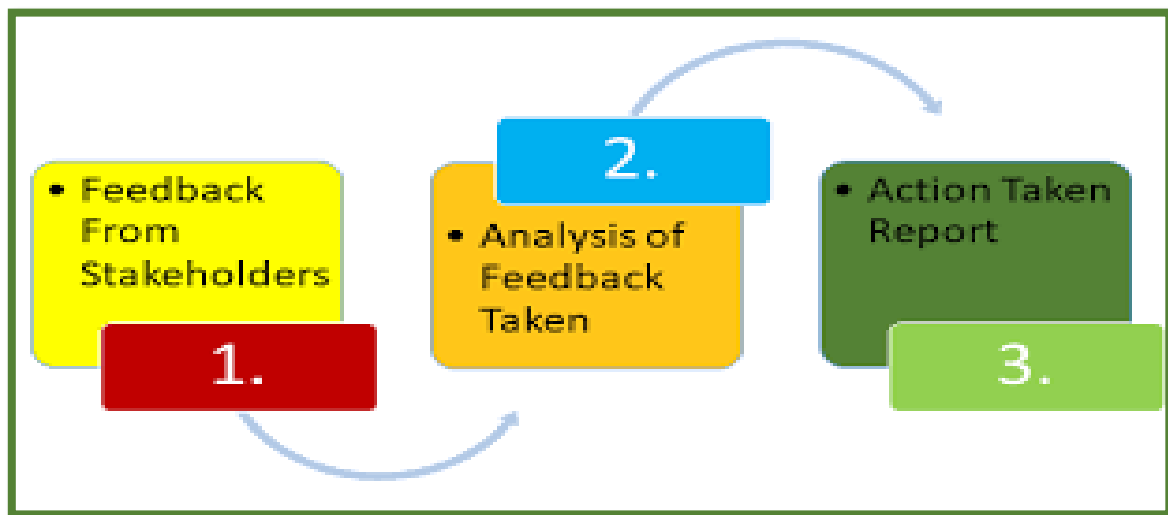 • Feedback
From
Stakeholders
1.
2.
• Analysis of
Feedback
Taken
• Action Taken
Report
3.